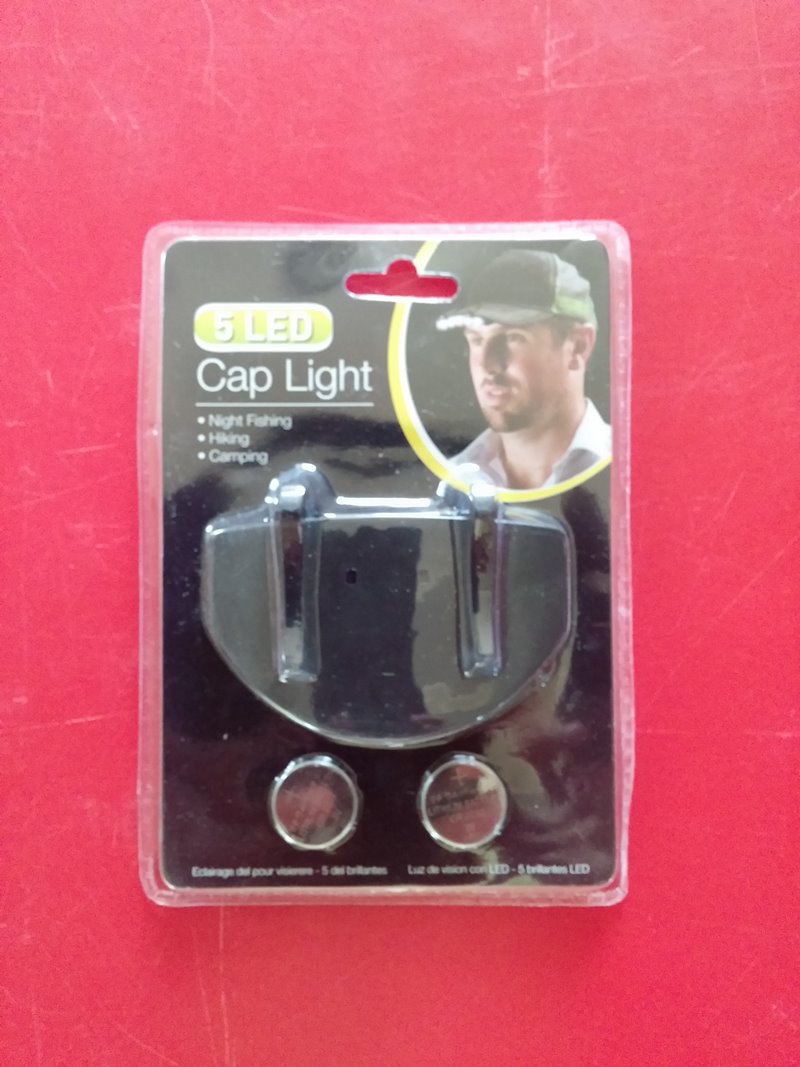 5 LED
Cap Light
• Night Fishing
• Hiking
• Camping
Eclairage del pour visierere - 5 del brillantes
Luz de vision con LED - 5 brillantes LED